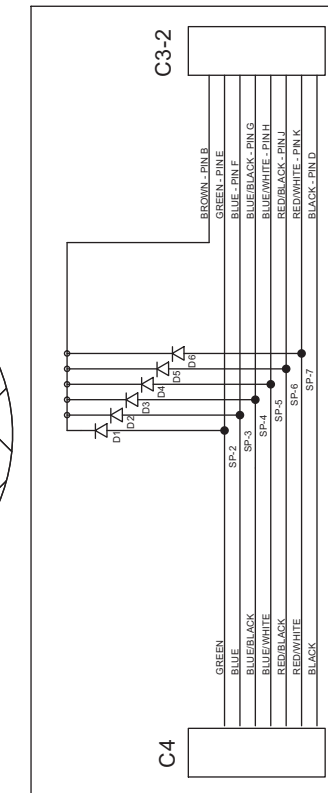 C3-2
BROWN - PIN B
GREEN - PIN E
BLUE - PIN F
BLUE/BLACK - PIN G
BLUE/WHITE - PIN H
RED/BLACK - PIN J
RED/WHITE - PIN K
BLACK - PIN D
D1
D2
D3
D4
D5
D6
SP-2
SP-3
SP-4
SP-5
SP-6
SP-7
GREEN
BLUE
BLUE/BLACK
BLUE/WHITE
RED/BLACK
RED/WHITE
BLACK
C4